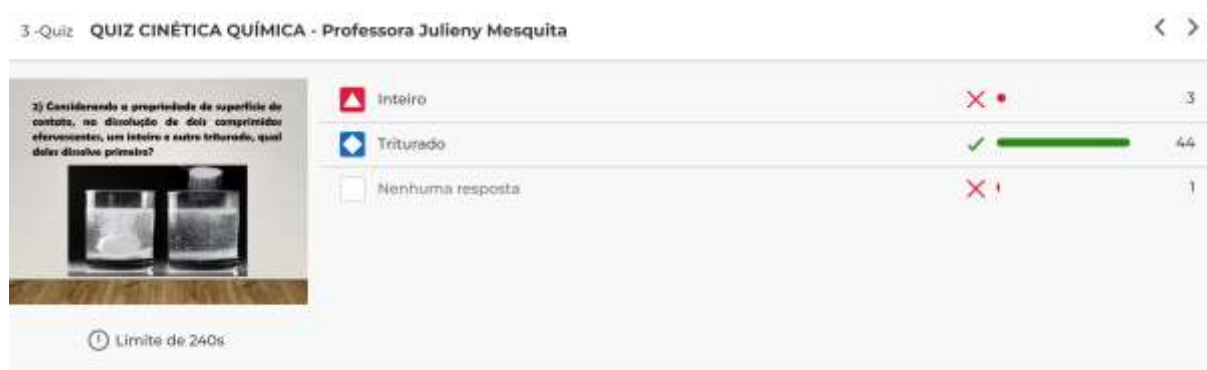 3 -Quiz QUIZ CINÉTICA QUÍMICA - Professora Julieny Mesquita
2) Considerando a propriedade de superfície de
contato, na dissolução de dois comprimidos
efervescentes, um inteiro e outro triturado, qual
deles dissolve primeiro?
Limite de 240s
Inteiro 3
Triturado 44
Nenhuma resposta 1